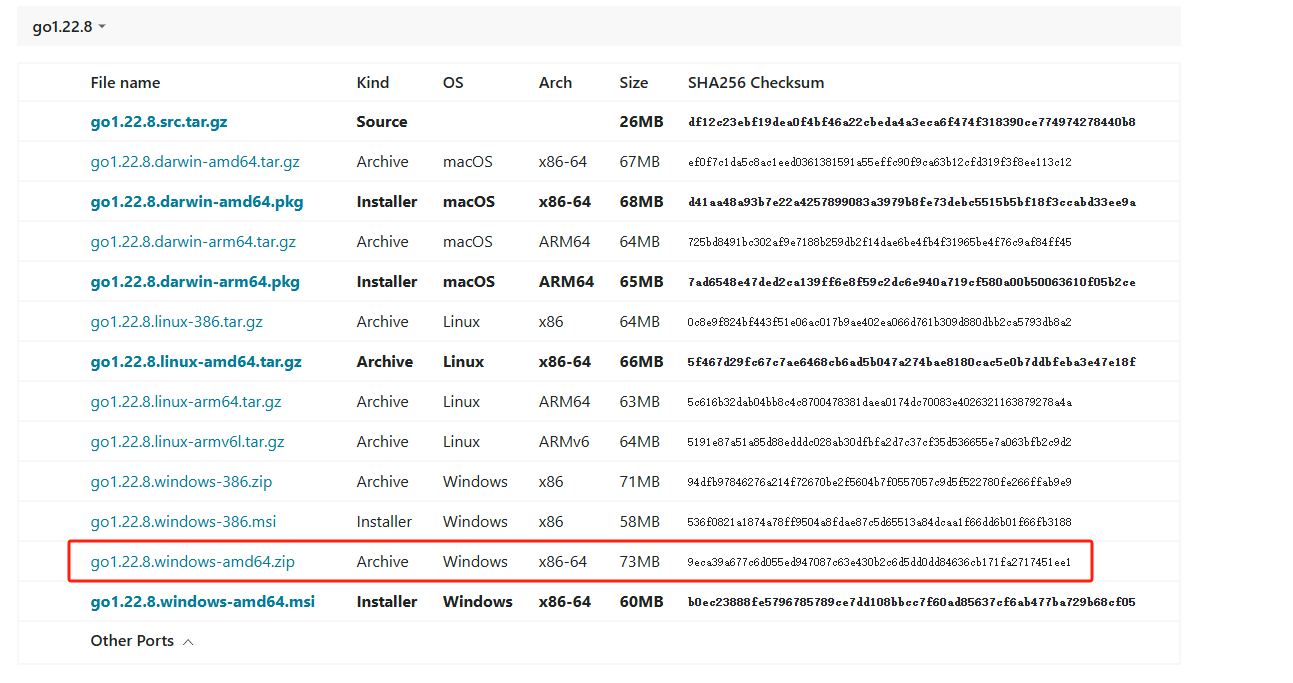 go1.22.8
File name Kind OS Arch Size SHA256 Checksum
go1.22.8.src.tar.gz Source 26MB df12c23ebf19dea0f4bf46a22cbeda4a3eca6f474f318390ce774974278440b8
go1.22.8.darwin-amd64.tar.gz Archive macOS x86-64 67MB ef0f7c1da5c8ac1eed0361381591a55effc90f9ca63b12cfd319f3f8ee113c12
go1.22.8.darwin-amd64.pkg Installer macOS x86-64 68MB d41aa48a93b7e22a4257899083a3979b8fe73debc5515b5bf18f3ccabd33ee9a
go1.22.8.darwin-arm64.tar.gz Archive macOS ARM64 64MB 725bd8491bc302af9e7188b259db2f14dae6be4fb4f31965be4f76c9af84ff45
go1.22.8.darwin-arm64.pkg Installer macOS ARM64 65MB 7ad6548e47ded2ca139ff6e8f59c2dc6e940a719cf580a00b50063610f05b2ce
go1.22.8.linux-386.tar.gz Archive Linux x86 64MB 0c8e9f824bf443f51e06ac017b9ae402ea066d761b309d880dbb2ca5793db8a2
go1.22.8.linux-amd64.tar.gz Archive Linux x86-64 66MB 5f467d29fc67c7ae6468cb6ad5b047a274bae8180cac5e0b7ddbfeba3e47e18f
go1.22.8.linux-arm64.tar.gz Archive Linux ARM64 63MB 5c616b32dab04bb8c4c8700478381daea0174dc70083e4026321163879278a4a
go1.22.8.linux-armv6l.tar.gz Archive Linux ARMv6 64MB 5191e87a51a85d88edddc028ab30dfbfa2d7c37cf35d536655e7a063bfb2c9d2
go1.22.8.windows-386.zip Archive Windows x86 71MB 94dfb97846276a214f72670be2f5604b7f0557057c9d5f522780fe266ffab9e9
go1.22.8.windows-386.msi Installer Windows x86 58MB 536f0821a1874a78ff9504a8fdae87c5d65513a84dcaa1f66dd6b01f66fb3188
go1.22.8.windows-amd64.zip Archive Windows x86-64 73MB 9eca39a677c6d055ed947087c63e430b2c6d5dd0dd84636cb171fa2717451ee1
go1.22.8.windows-amd64.msi Installer Windows x86-64 60MB b0ec23888fe5796785789ce7dd108bbcc7f60ad85637cf6ab477ba729b68cf05
Other Ports